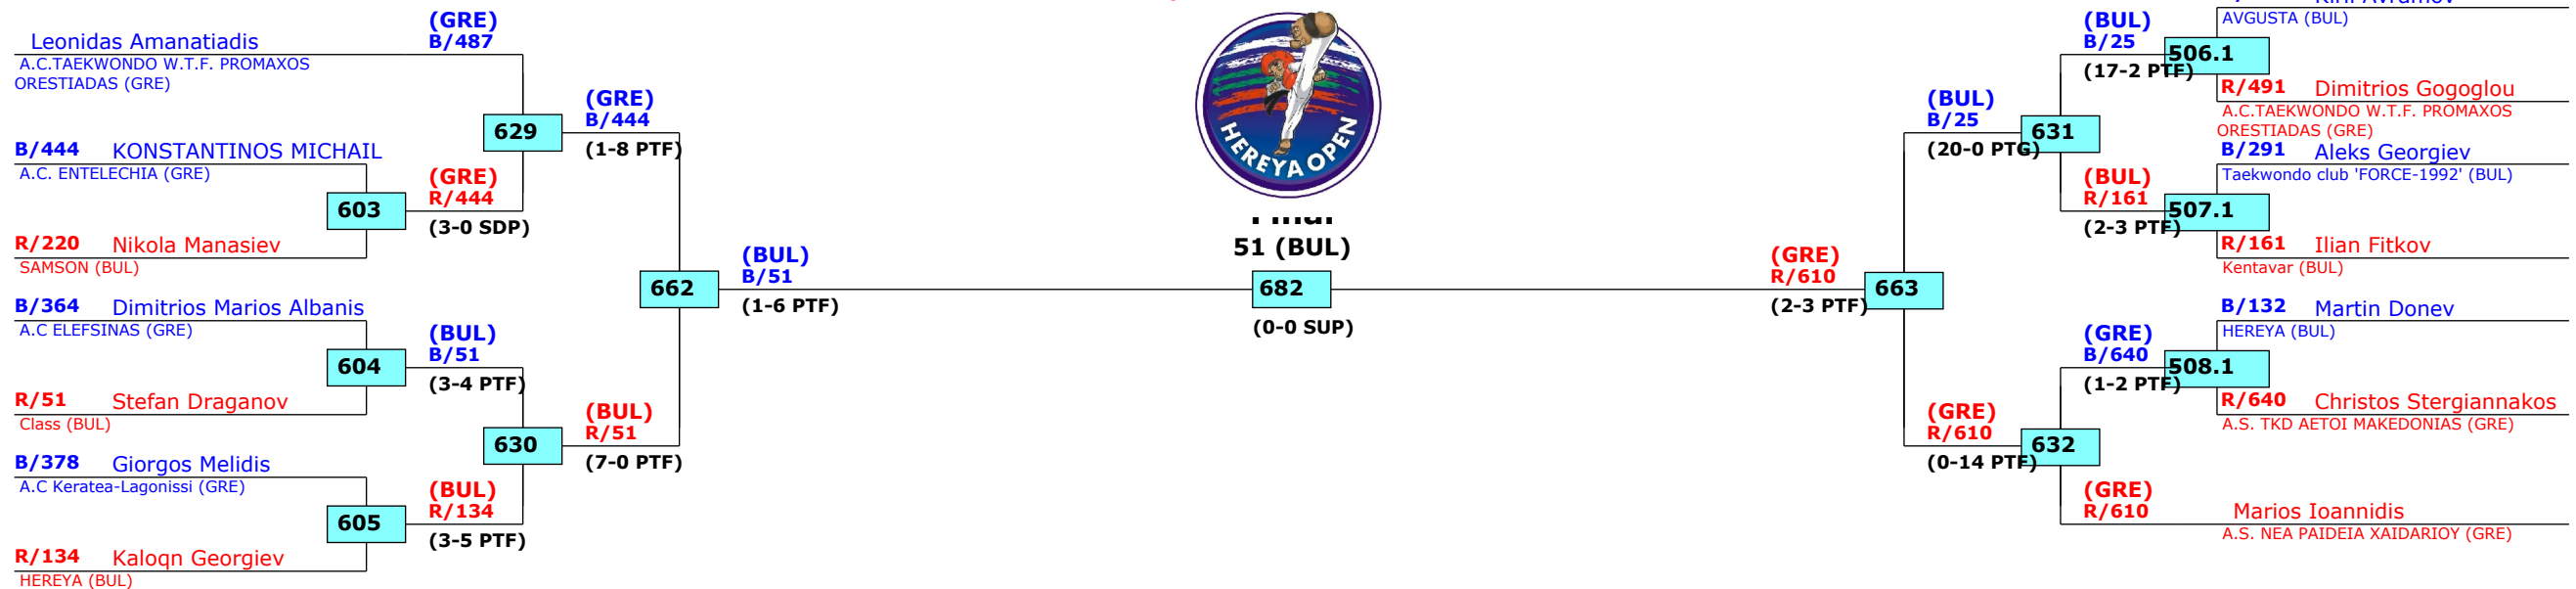 (GRE)
B/487
Leonidas Amanatiadis
A.C.TAEKWONDO W.T.F. PROMAXOS
ORESTIADAS (GRE)
629
(GRE)
B/444
(1-8 PTF)
B/444 KONSTANTINOS MICHAIL
A.C. ENTELECHIA (GRE)
603
(GRE)
R/444
(3-0 SDP)
R/220 Nikola Manasiev
SAMSON (BUL)
662
(BUL)
B/51
(1-6 PTF)
B/364 Dimitrios Marios Albanis
A.C ELEFSINAS (GRE)
604
(BUL)
B/51
(3-4 PTF)
R/51 Stefan Draganov
Class (BUL)
630
(BUL)
R/51
(7-0 PTF)
B/378 Giorgos Melidis
A.C Keratea-Lagonissi (GRE)
605
(BUL)
R/134
(3-5 PTF)
R/134 Kaloqn Georgiev
HEREYA (BUL)
HEREYA OPEN
Final
51 (BUL)
682
(0-0 SUP)
(GRE)
R/610
(2-3 PTF)
663
(BUL)
B/25
(20-0 PTG)
631
(BUL)
B/25
(17-2 PTF)
506.1
AVGUSTA (BUL)
R/491 Dimitrios Gogoglou
A.C.TAEKWONDO W.T.F. PROMAXOS
ORESTIADAS (GRE)
B/291 Aleks Georgiev
Taekwondo club 'FORCE-1992' (BUL)
(BUL)
R/161
(2-3 PTF)
507.1
R/161 Ilian Fitkov
Kentavar (BUL)
B/132 Martin Donev
HEREYA (BUL)
(GRE)
B/640
(1-2 PTF)
508.1
R/640 Christos Stergiannakos
A.S. TKD AETOI MAKEDONIAS (GRE)
(GRE)
R/610
(0-14 PTF)
632
(GRE)
R/610
Marios Ioannidis
A.S. NEA PAIDEIA XAIDARIOY (GRE)